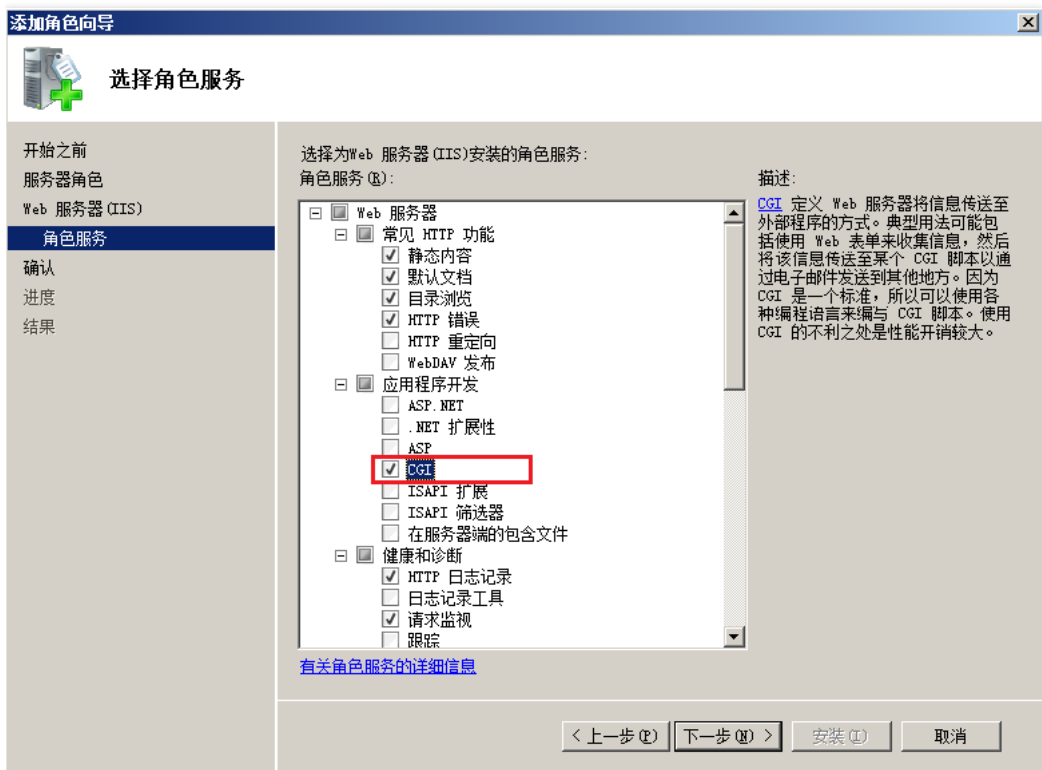 添加角色向导
选择角色服务
开始之前
服务器角色
Web 服务器(IIS)
角色服务
确认
进度
结果
选择为Web 服务器(IIS)安装的角色服务:
角色服务(R):
Web 服务器
常见 HTTP 功能
静态内容
默认文档
目录浏览
HTTP 错误
HTTP 重定向
WebDAV 发布
应用程序开发
ASP.NET
.NET 扩展性
ASP
CGI
ISAPI 扩展
ISAPI 筛选器
在服务器端的包含文件
健康和诊断
HTTP 日志记录
日志记录工具
请求监视
跟踪
有关角色服务的详细信息
描述:
CGI 定义 Web 服务器将信息传送至
外部程序的方式。典型用法可能包
括使用 Web 表单来收集信息，然后
将该信息传送至某个 CGI 脚本以通
过电子邮件发送到其他地方。因为
CGI 是一个标准，所以可以使用各
种编程语言来编写 CGI 脚本。使用
CGI 的不利之处是性能开销较大。
< 上一步(P)
下一步(N) >
安装(I)
取消